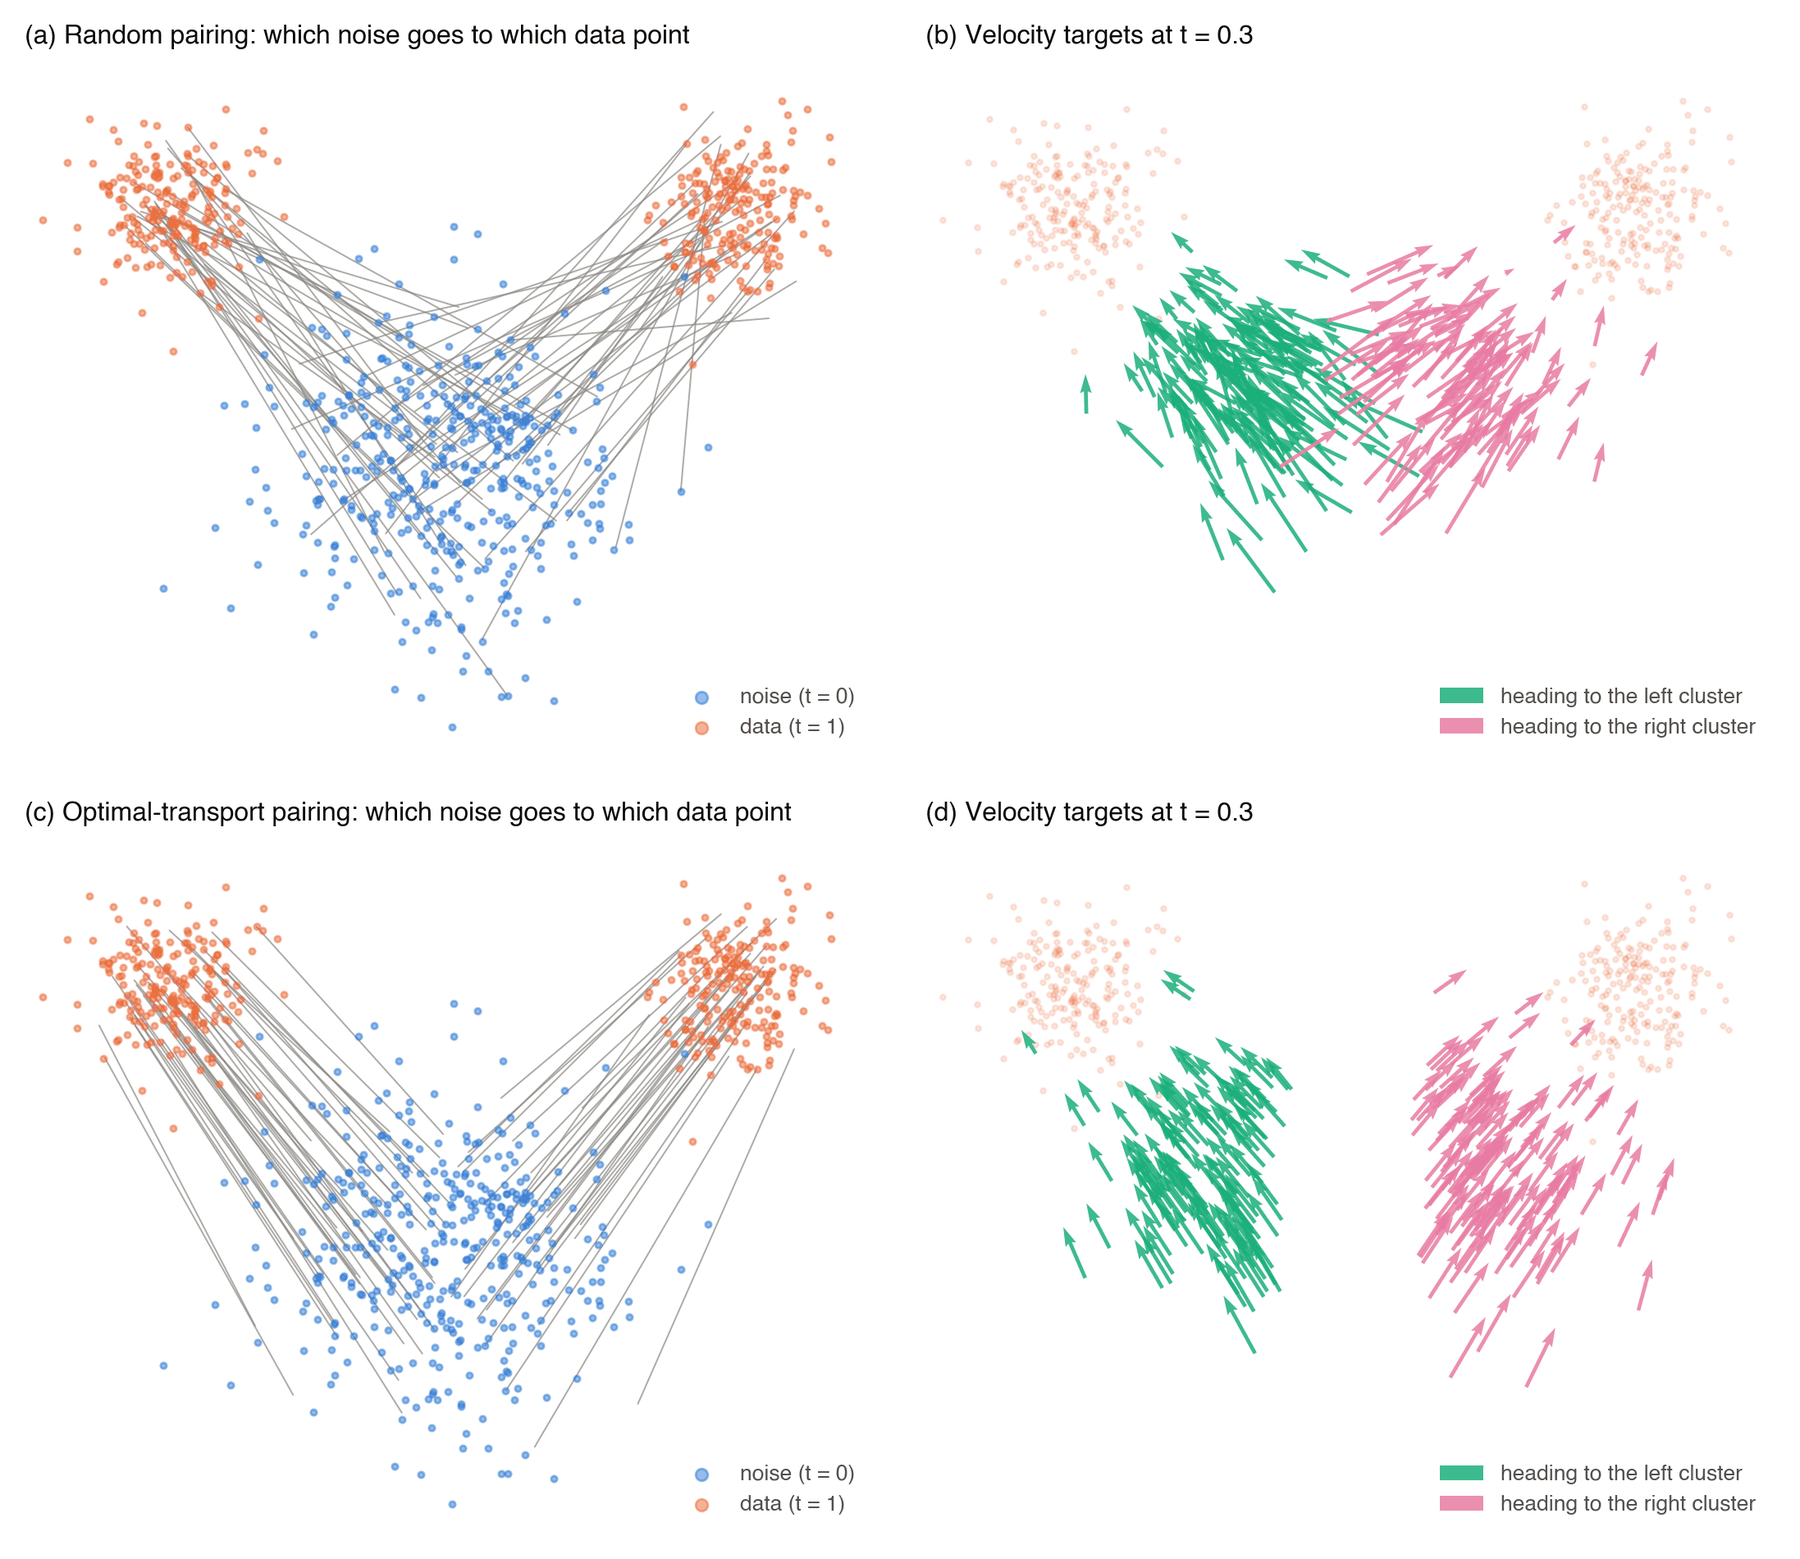 (a) Random pairing: which noise goes to which data point
(b) Velocity targets at t = 0.3
noise (t = 0)
data (t = 1)
heading to the left cluster
heading to the right cluster
(c) Optimal-transport pairing: which noise goes to which data point
(d) Velocity targets at t = 0.3
noise (t = 0)
data (t = 1)
heading to the left cluster
heading to the right cluster